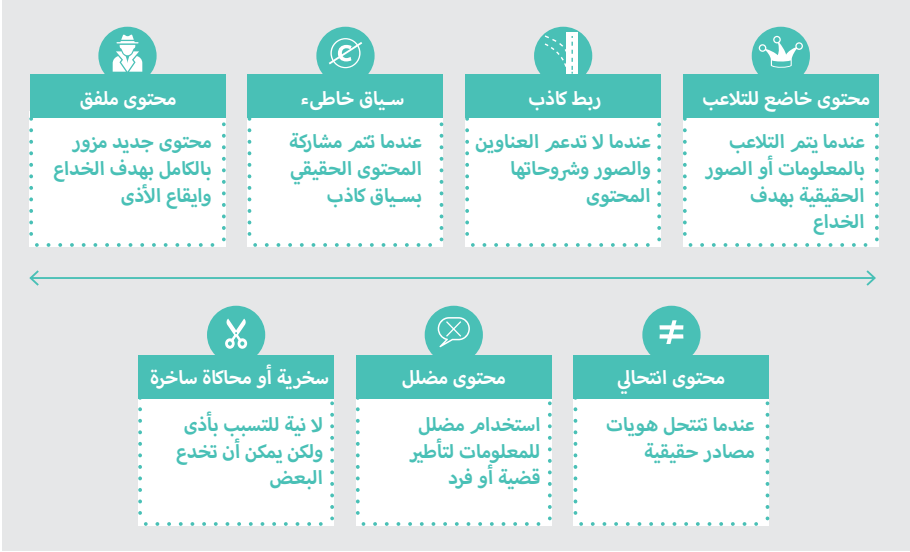 محتوى خاضع للتلاعب
عندما يتم التلاعب
بالمعلومات أو الصور
الحقيقية بهدف
الخداع
ربط كاذب
عندما لا تدعم العناوين
والصور وشروحاتها
المحتوى
سياق خاطىء
عندما تتم مشاركة
المحتوى الحقيقي
بسياق كاذب
محتوى ملفق
محتوى جديد مزور
بالكامل بهدف الخداع
وايقاع الأذى
محتوى انتحالي
عندما تنتحل هويات
مصادر حقيقية
محتوى مضلل
استخدام مضلل
للمعلومات لتأطير
قضية أو فرد
سخرية أو محاكاة ساخرة
لا نية للتسبب بأذى
ولكن يمكن أن تخدع
البعض